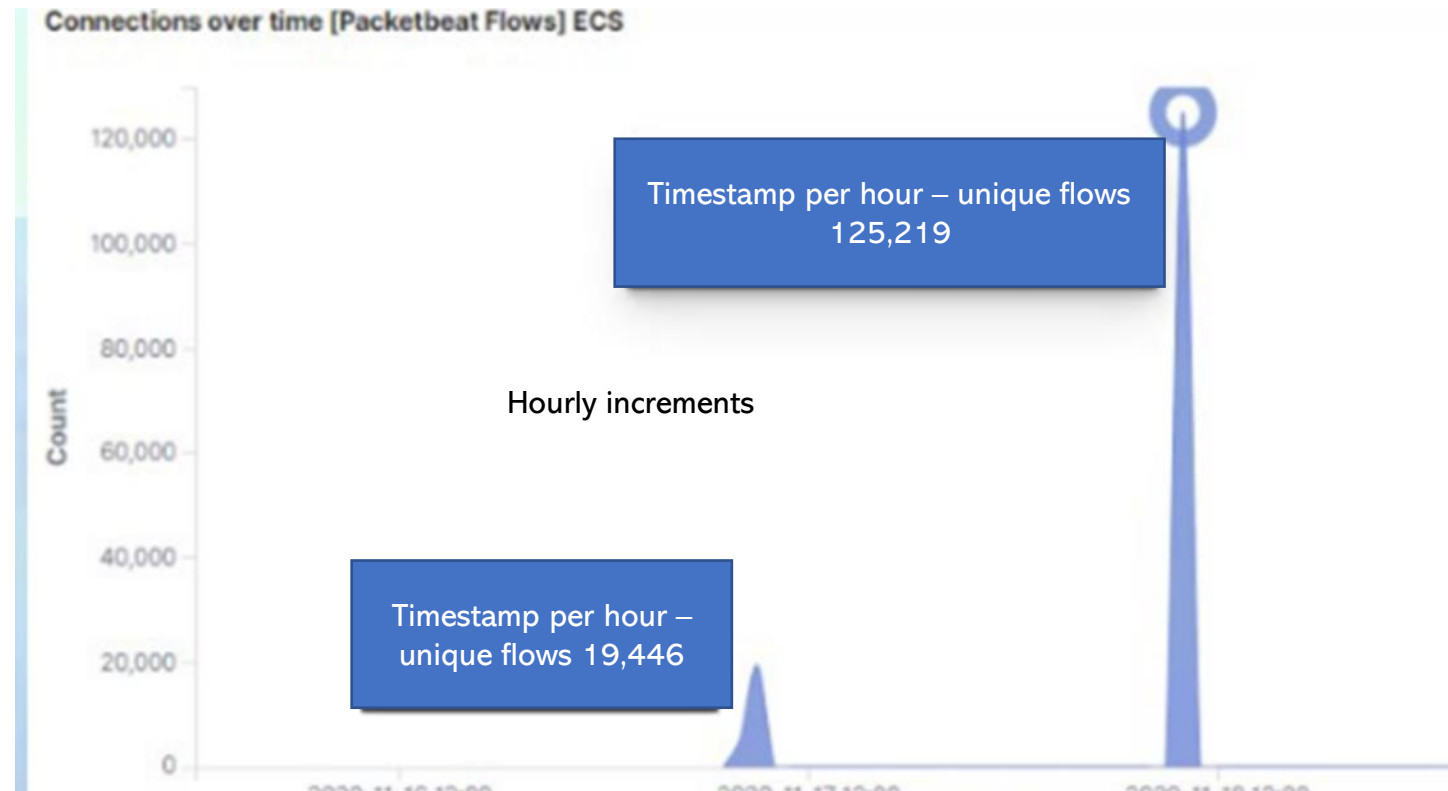 Connections over time [Packetbeat Flows] ECS
120,000
100,000
80,000
60,000
40,000
20,000
0
Count
Timestamp per hour – unique flows
125,219
Hourly increments
Timestamp per hour –
unique flows 19,446